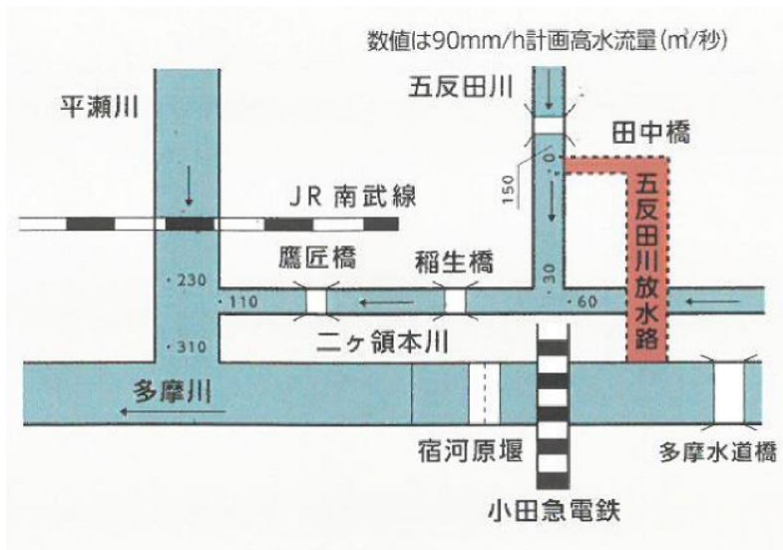 数値は90mm/h計画高水流量(㎥/秒)
平瀬川
五反田川
田中橋
・0
150
五反田川放水路
JR南武線
鷹匠橋
稲生橋
・230
・110
・30
・60
二ヶ領本川
・310
多摩川
宿河原堰
多摩水道橋
小田急電鉄